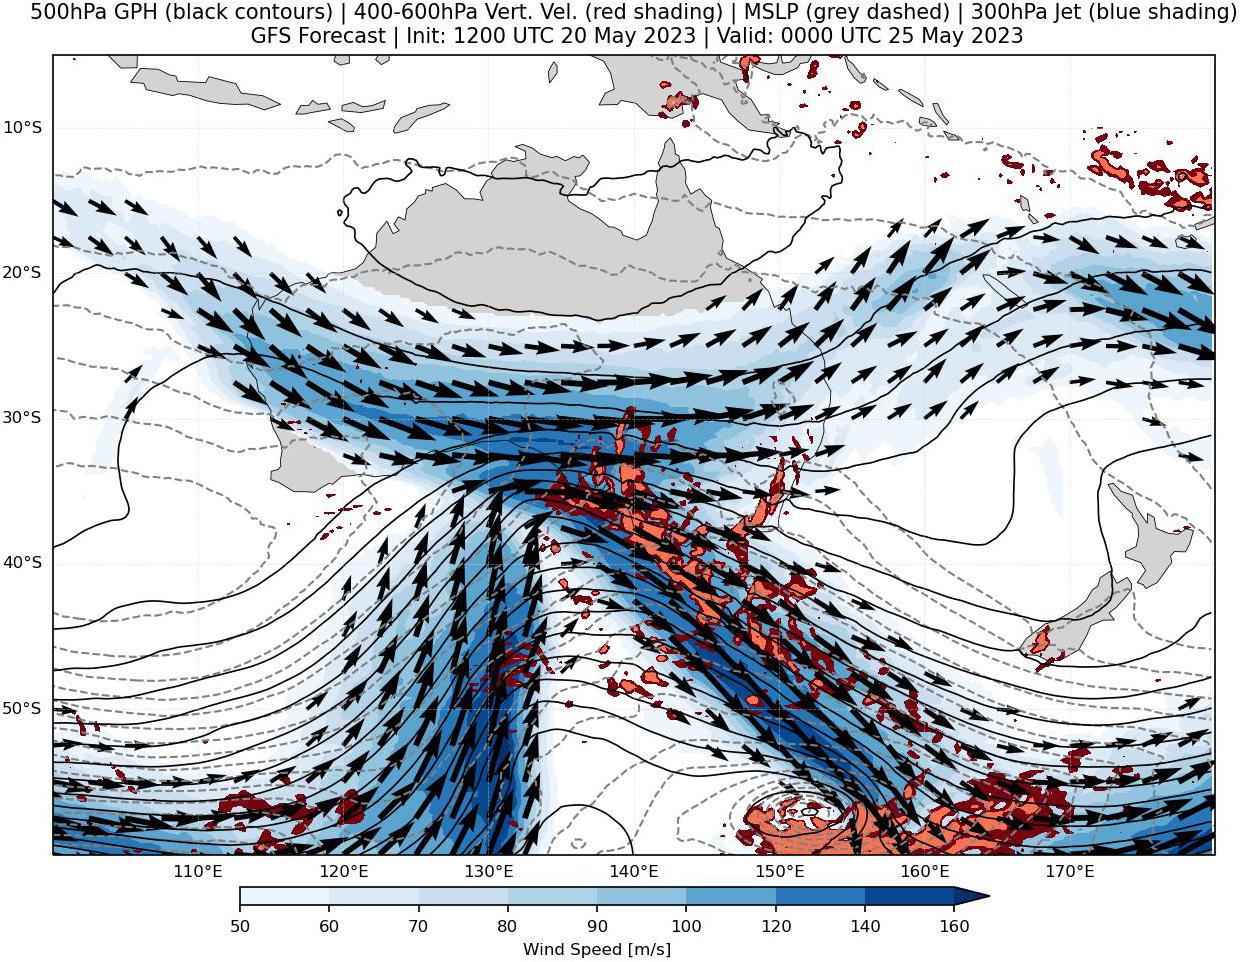 500hPa GPH (black contours) | 400-600hPa Vert. Vel. (red shading) | MSLP (grey dashed) | 300hPa Jet (blue shading)
GFS Forecast | Init: 1200 UTC 20 May 2023 | Valid: 0000 UTC 25 May 2023
10°S
20°S
30°S
40°S
50°S
110°E 120°E 130°E 140°E 150°E 160°E 170°E
50 60 70 80 90 100 120 140 160
Wind Speed [m/s]